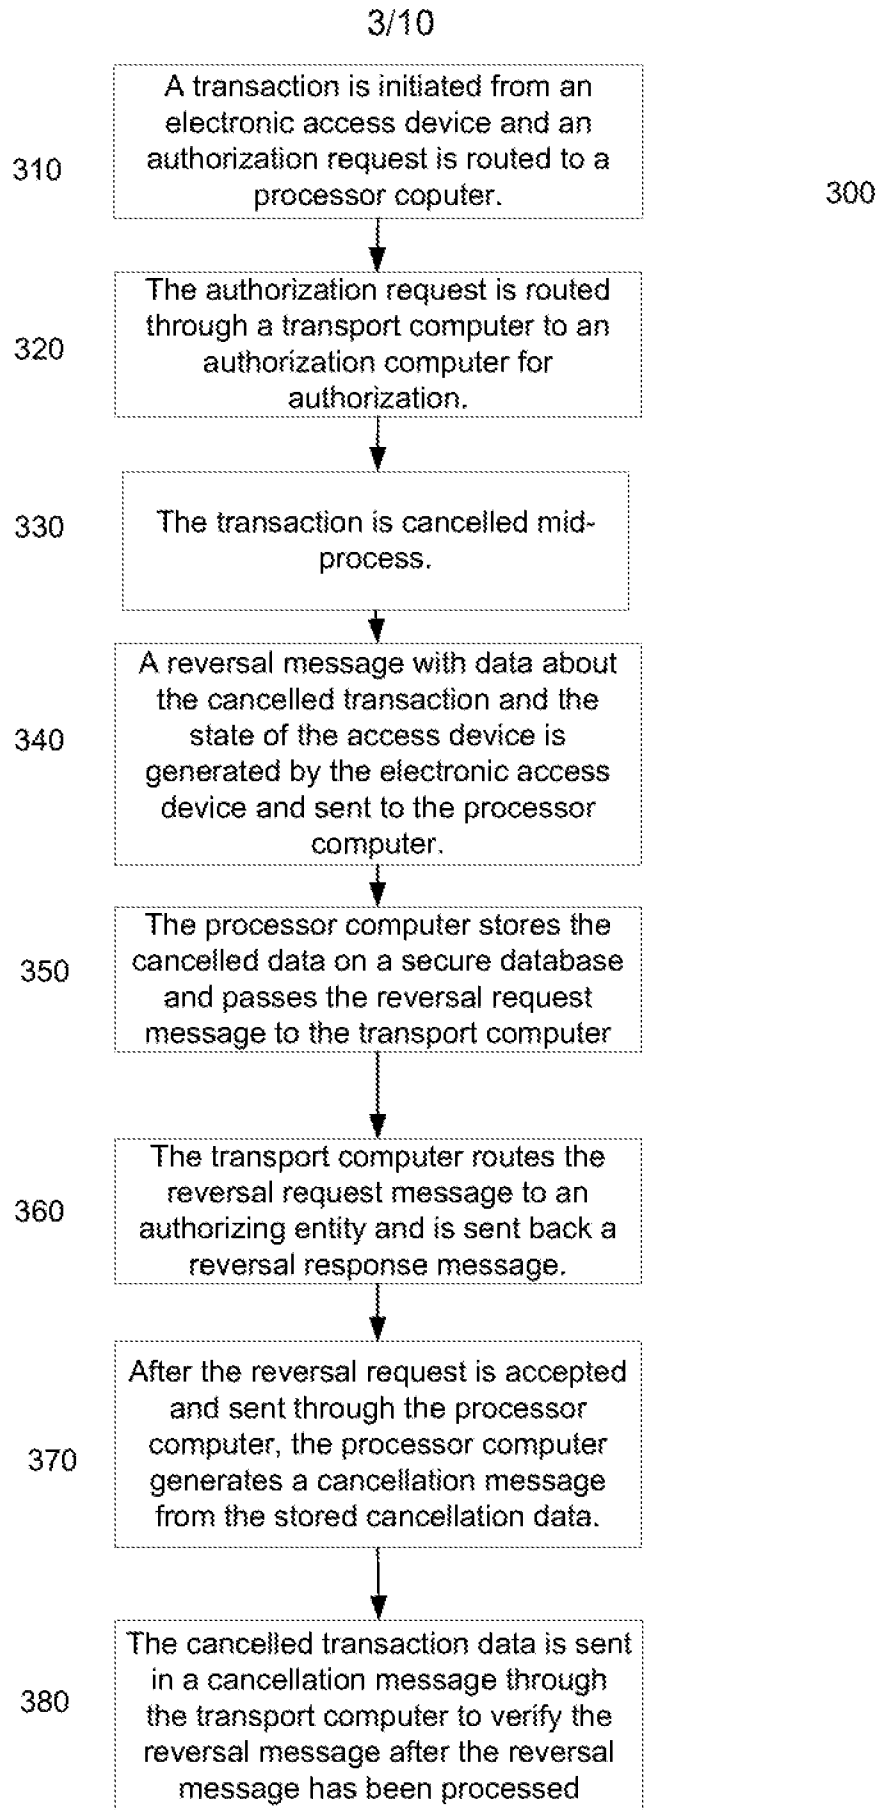 3/10
310
A transaction is initiated from an
electronic access device and an
authorization request is routed to a
processor coputer.
300
320
The authorization request is routed
through a transport computer to an
authorization computer for
authorization.
330
The transaction is cancelled mid-
process.
340
A reversal message with data about
the cancelled transaction and the
state of the access device is
generated by the electronic access
device and sent to the processor
computer.
350
The processor computer stores the
cancelled data on a secure database
and passes the reversal request
message to the transport computer
360
The transport computer routes the
reversal request message to an
authorizing entity and is sent back a
reversal response message.
370
After the reversal request is accepted
and sent through the processor
computer, the processor computer
generates a cancellation message
from the stored cancellation data.
380
The cancelled transaction data is sent
in a cancellation message through
the transport computer to verify the
reversal message after the reversal
message has been processed